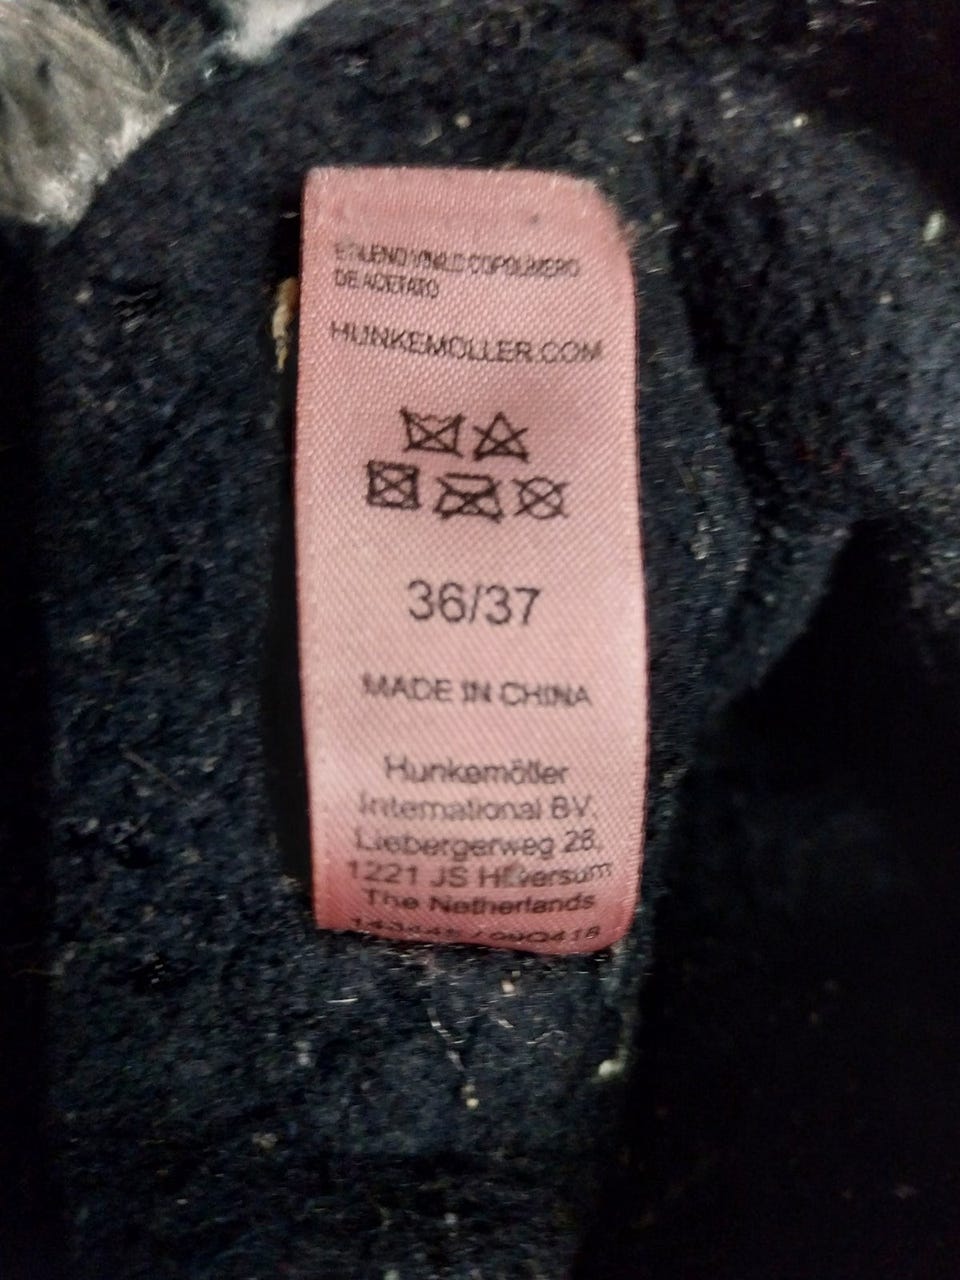 ETILENO VINILO COPOLIMERO
DE ACETATO
HUNKEMOLLER.COM
36/37
MADE IN CHINA
Hunkemöller
International BV.
Liebergerweg 28,
1221 JS Hilversum
The Netherlands